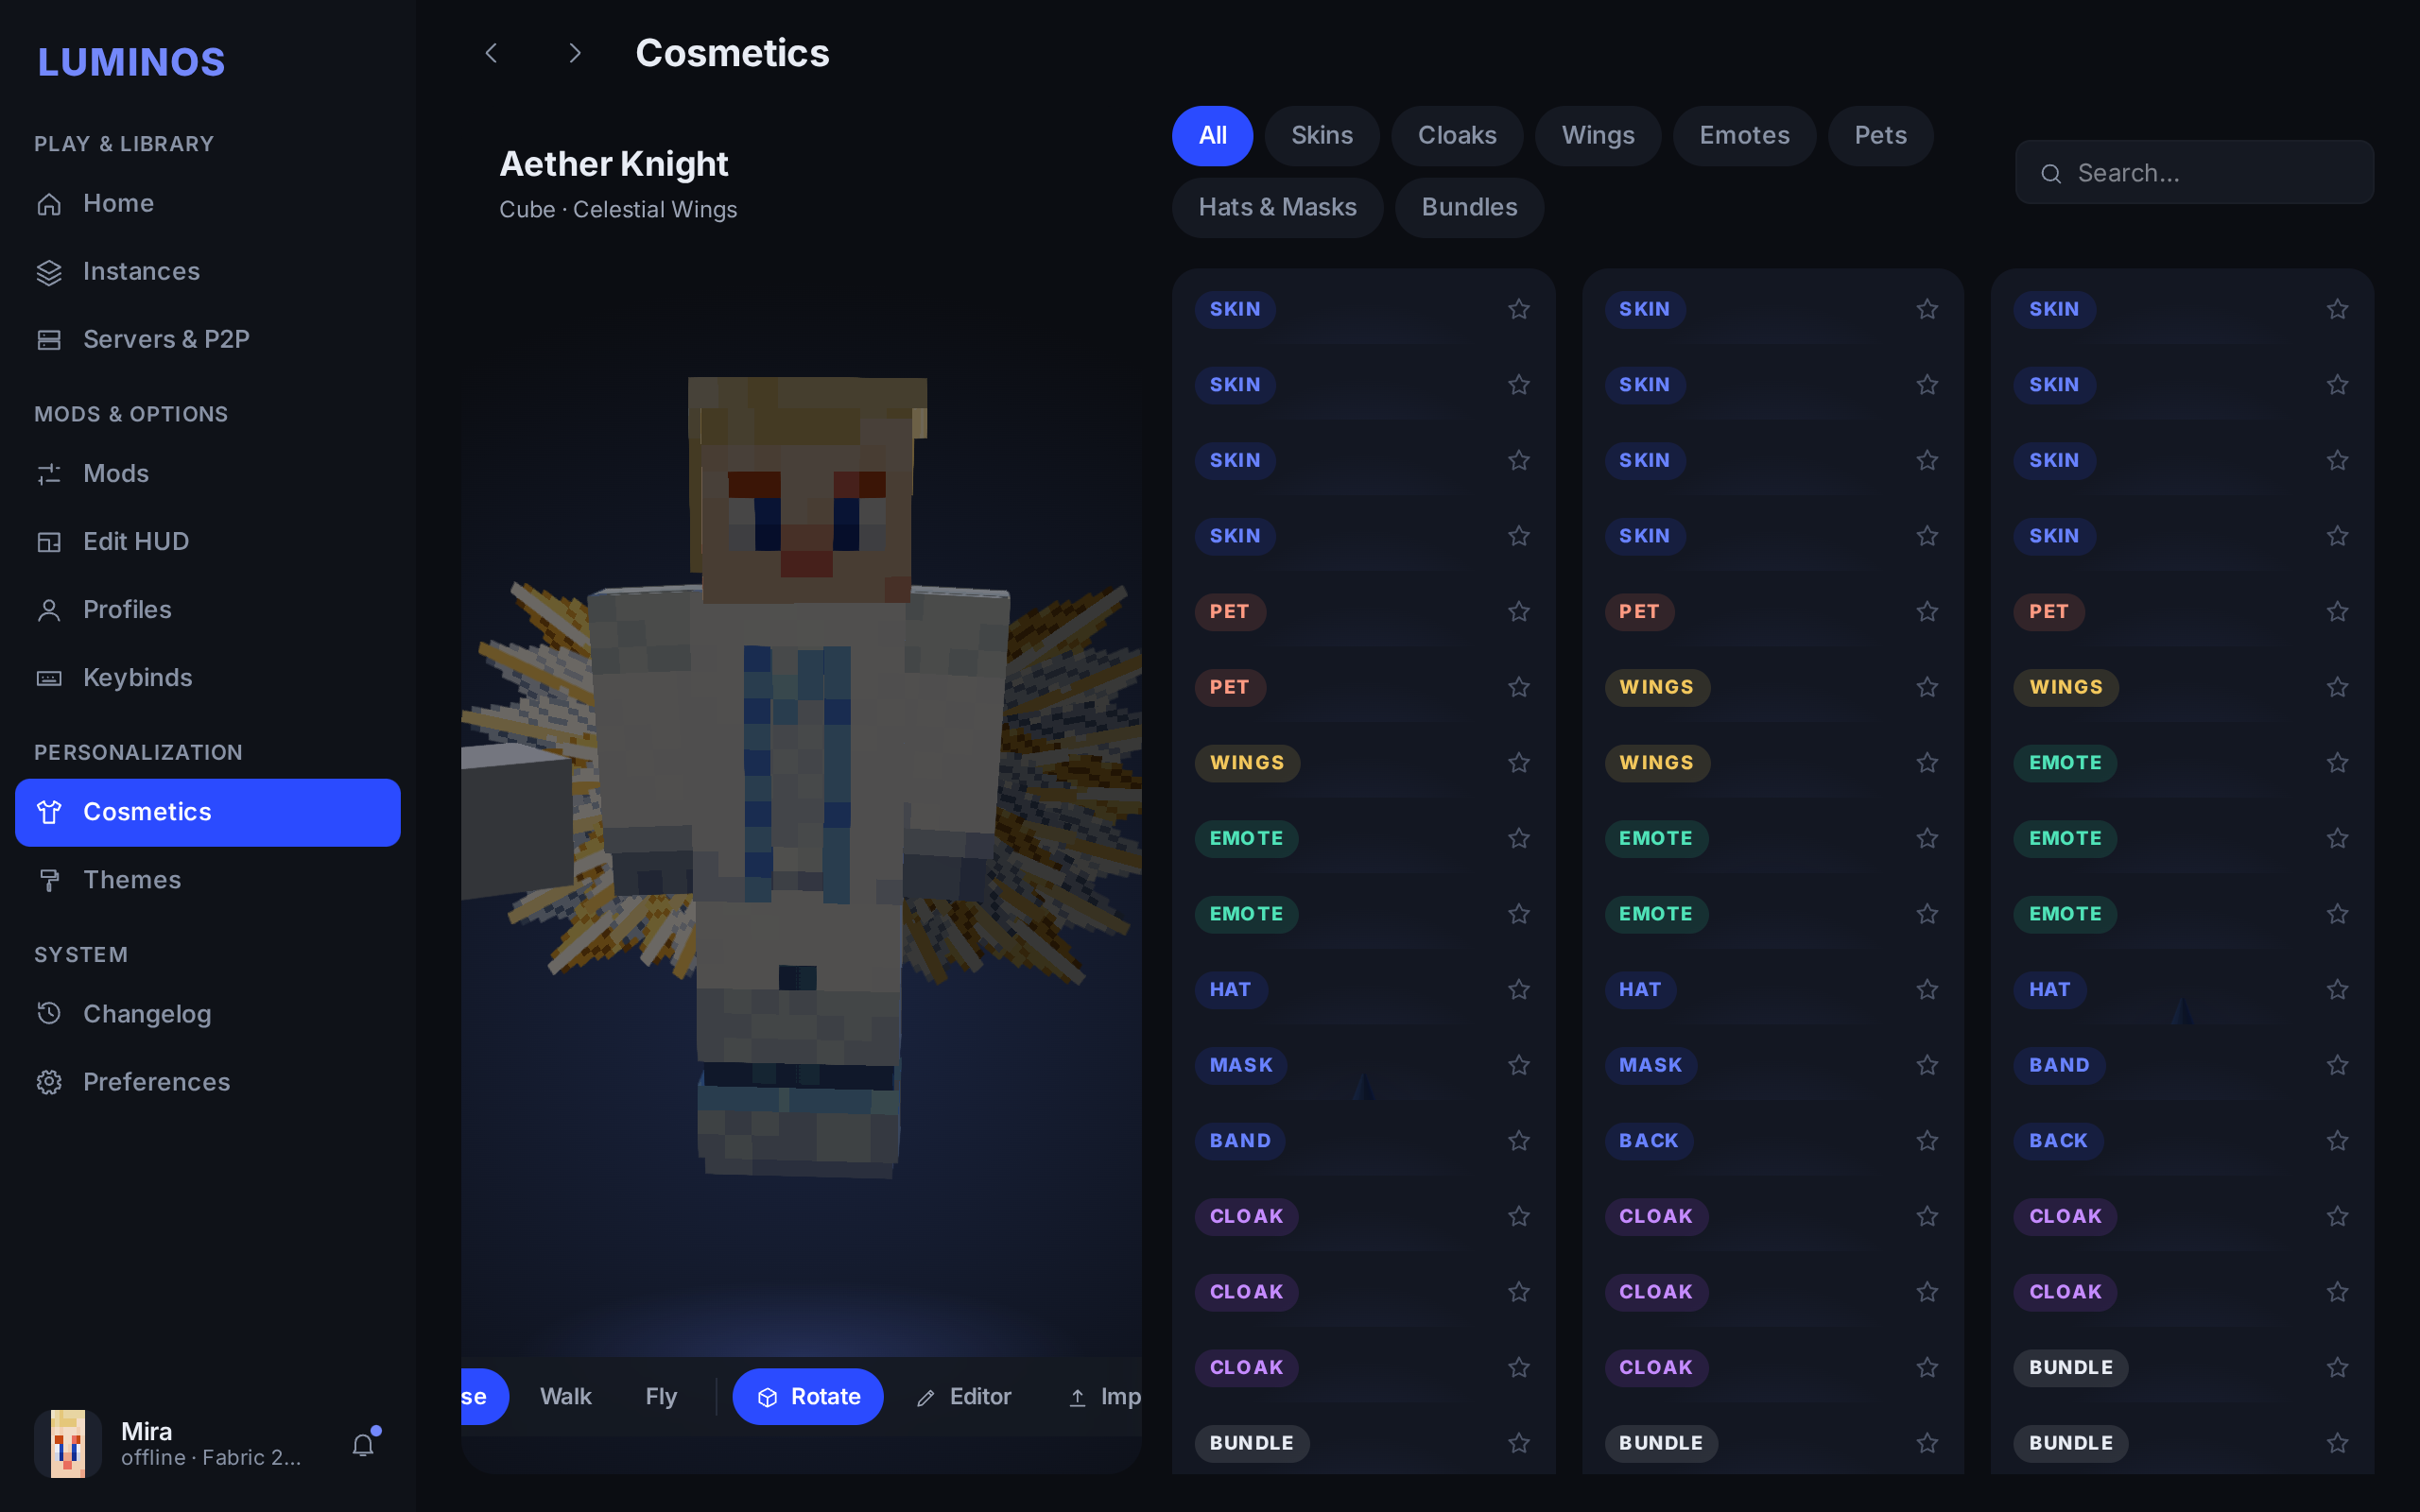 LUMINOS
PLAY & LIBRARY
Home
Instances
Servers & P2P
MODS & OPTIONS
Mods
Edit HUD
Profiles
Keybinds
PERSONALIZATION
Cosmetics
Themes
SYSTEM
Changelog
Preferences
Mira
offline · Fabric 2...
Cosmetics
Aether Knight
Cube · Celestial Wings
se Walk Fly Rotate Editor Imp
All Skins Cloaks Wings Emotes Pets
Hats & Masks Bundles
Search...
SKIN SKIN SKIN
SKIN SKIN SKIN
SKIN SKIN SKIN
SKIN SKIN SKIN
PET PET PET
PET WINGS WINGS
WINGS WINGS EMOTE
EMOTE EMOTE EMOTE
EMOTE EMOTE EMOTE
HAT HAT HAT
MASK MASK BAND
BAND BACK BACK
CLOAK CLOAK CLOAK
CLOAK CLOAK CLOAK
CLOAK CLOAK BUNDLE
BUNDLE BUNDLE BUNDLE